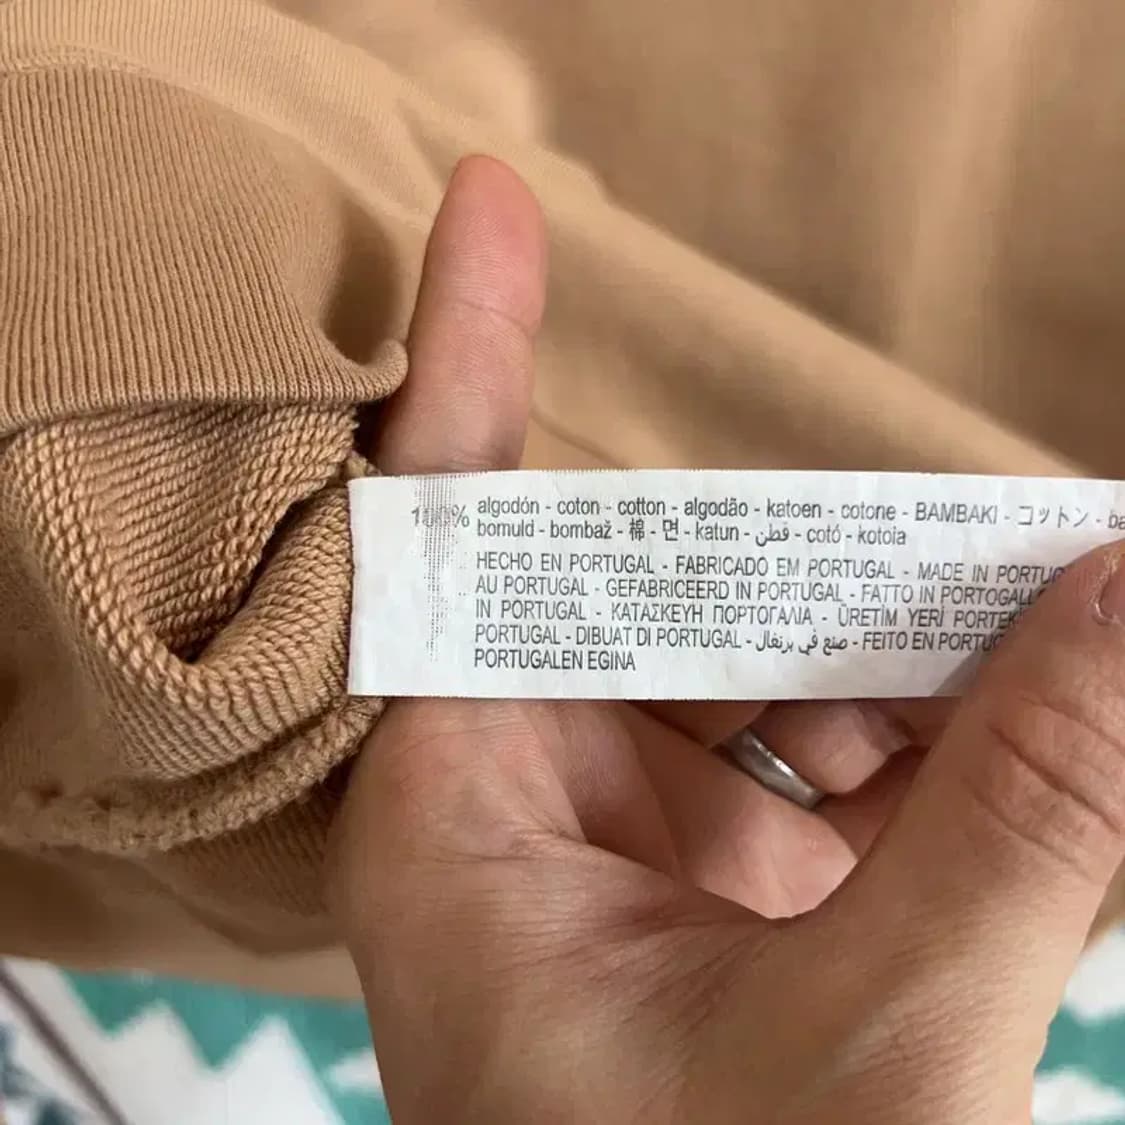 100% algodón - coton - cotton - algodão - katoen - cotone - BAMBAKI - コットン -
bomuld - bombaž - 棉 - 면 - katun - قطن - cotó - kotoia
HECHO EN PORTUGAL - FABRICADO EM PORTUGAL - MADE IN
AU PORTUGAL - GEFABRICEERD IN PORTUGAL - FATTO IN
IN PORTUGAL - ΚΑΤΑΣΚΕΥΗ ΠΟΡΤΟΓΑΛΙΑ - ÜRETİM YERİ
PORTUGAL - DIBUAT DI PORTUGAL - صنع في برتغال - FEITO EN
PORTUGALEN EGINA